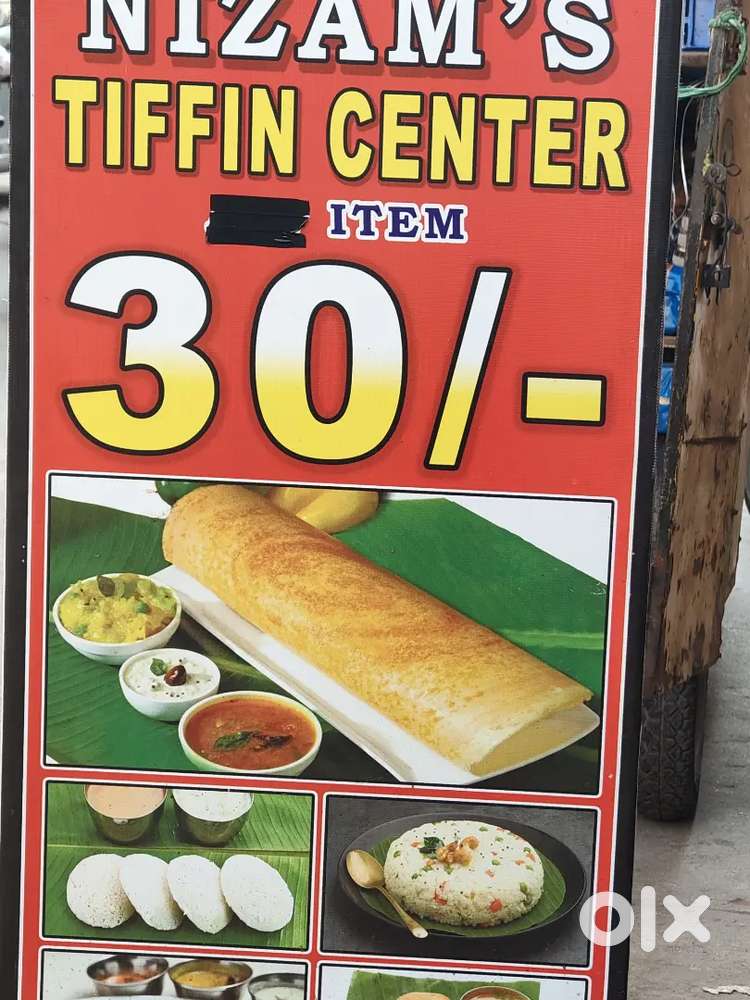 NIZAM'S
TIFFIN CENTER
ITEM
30/-
olx